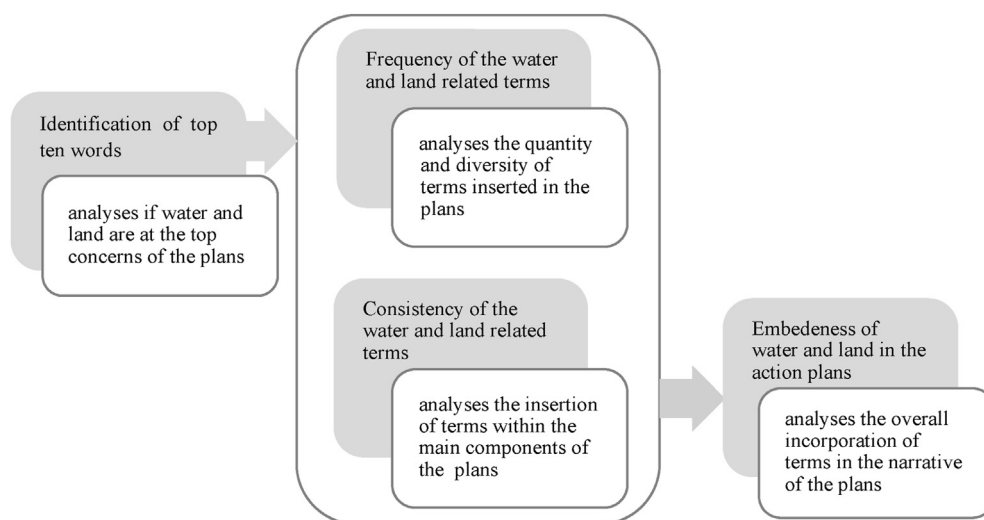 Identification of top
ten words
analyses if water and
land are at the top
concerns of the plans
Frequency of the water
and land related terms
analyses the quantity
and diversity of
terms inserted in the
plans
Consistency of the
water and land related
terms
analyses the insertion
of terms within the
main components of
the plans
Embedeness of
water and land in the
action plans
analyses the overall
incorporation of
terms in the narrative
of the plans